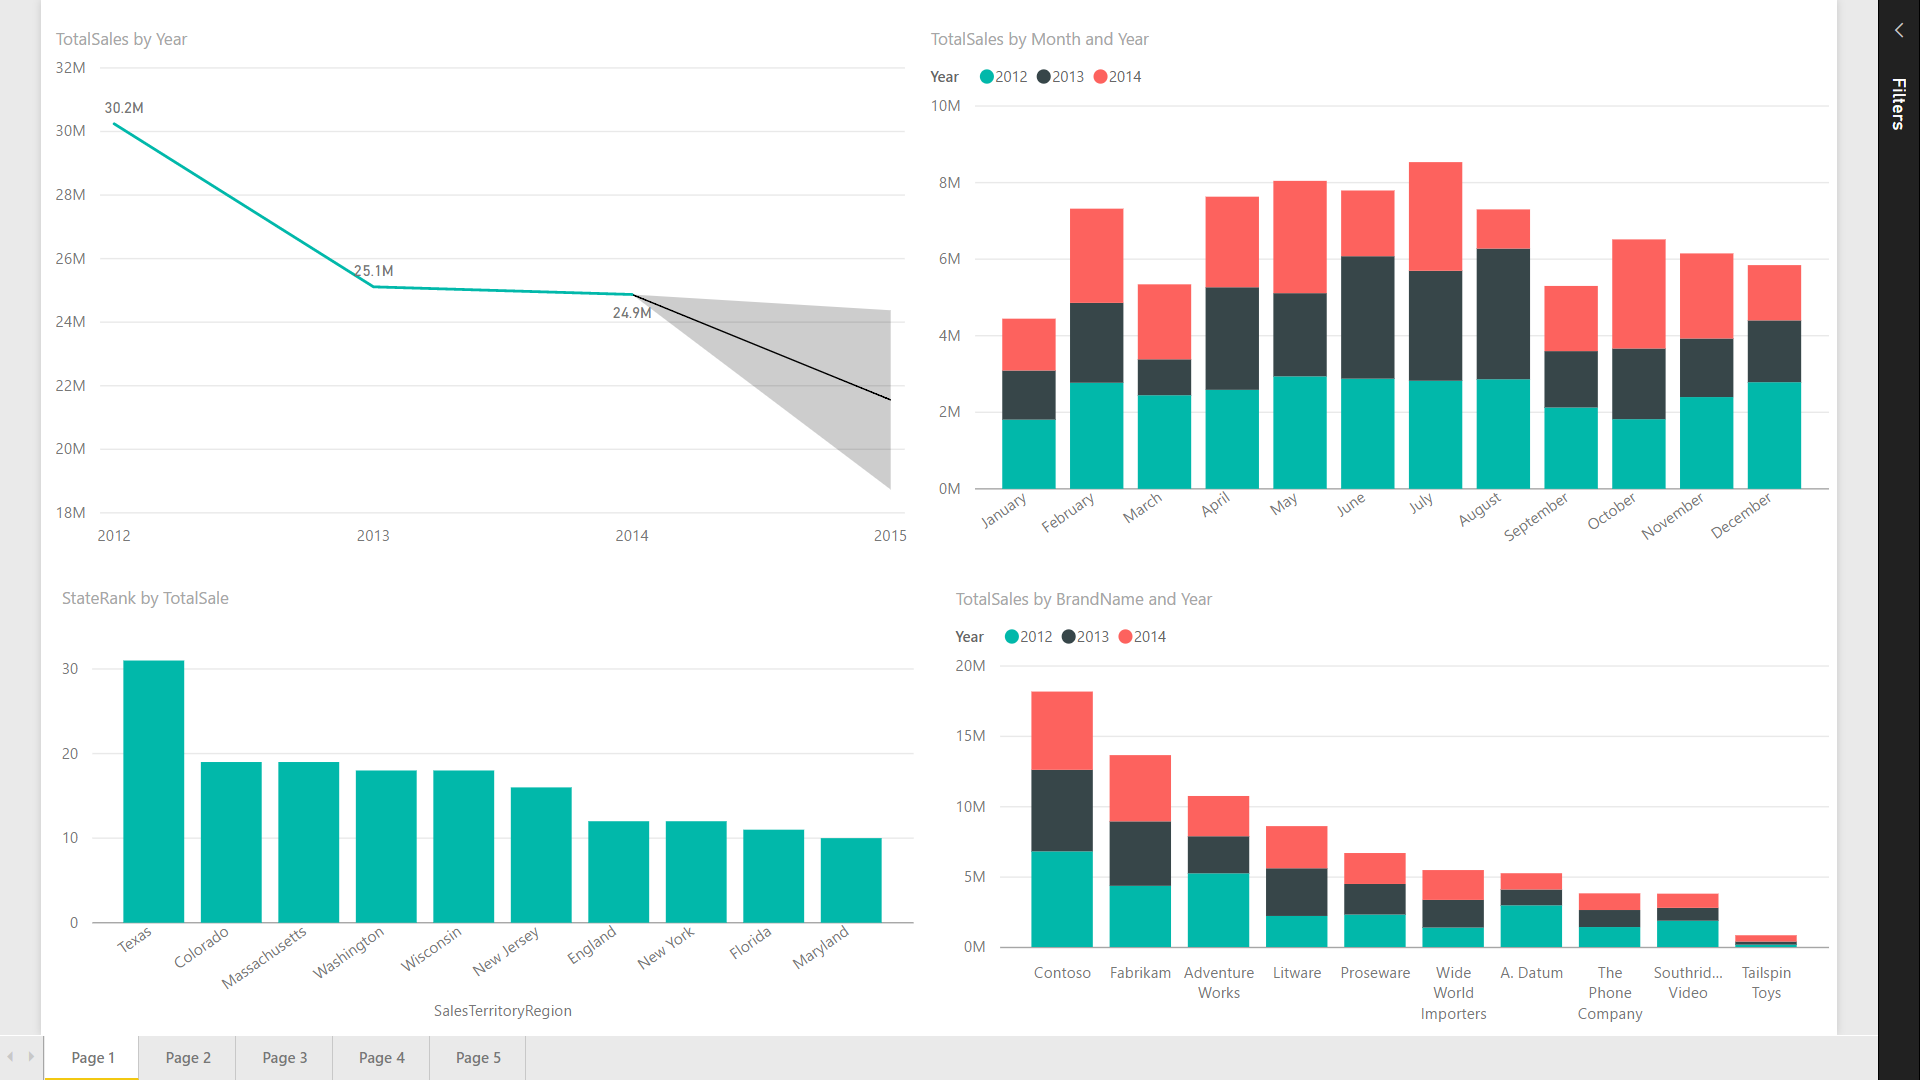 TotalSales by Year
32M
30M
28M
26M
24M
22M
20M
18M
30.2M
25.1M
24.9M
2012 2013 2014 2015
TotalSales by Month and Year
Year 2012 2013 2014
10M
8M
6M
4M
2M
0M
January February March April May June July August September October November December
StateRank by TotalSale
30
20
10
0
Texas Colorado Massachusetts Washington Wisconsin New Jersey England New York Florida Maryland
SalesTerritoryRegion
TotalSales by BrandName and Year
Year 2012 2013 2014
20M
15M
10M
5M
0M
Contoso Fabrikam Adventure Litware Proseware Wide A. Datum The Southrid... Tailspin
Works World Phone Video Toys
Importers Company
Filters
Page 1 Page 2 Page 3 Page 4 Page 5